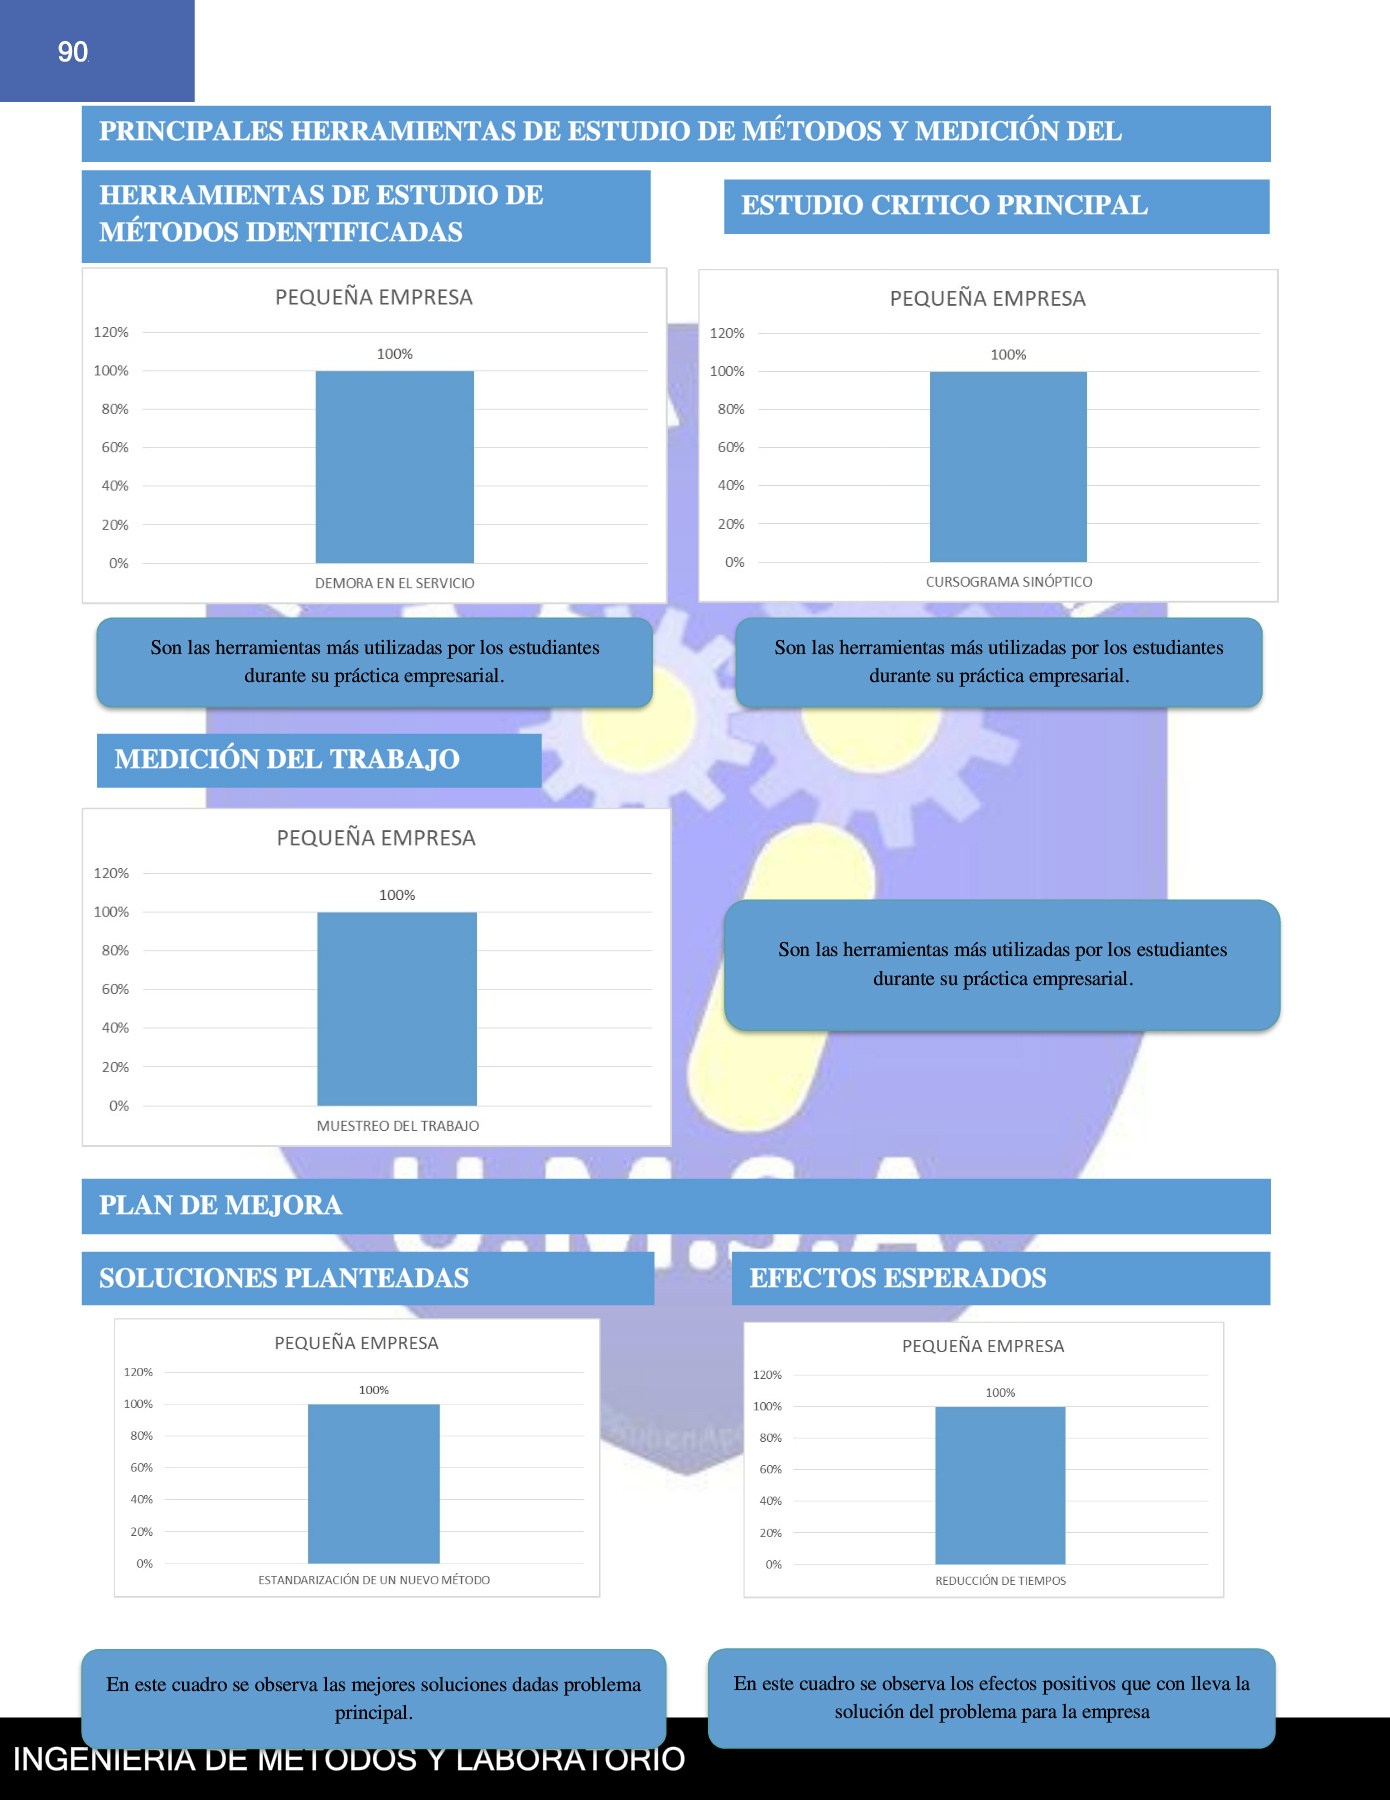 90
PRINCIPALES HERRAMIENTAS DE ESTUDIO DE MÉTODOS Y MEDICIÓN DEL
HERRAMIENTAS DE ESTUDIO DE
MÉTODOS IDENTIFICADAS
ESTUDIO CRITICO PRINCIPAL
PEQUEÑA EMPRESA
120%
100%
100%
80%
60%
40%
20%
0%
DEMORA EN EL SERVICIO
PEQUEÑA EMPRESA
120%
100%
100%
80%
60%
40%
20%
0%
CURSOGRAMA SINÓPTICO
Son las herramientas más utilizadas por los estudiantes
durante su práctica empresarial.
Son las herramientas más utilizadas por los estudiantes
durante su práctica empresarial.
MEDICIÓN DEL TRABAJO
PEQUEÑA EMPRESA
120%
100%
100%
80%
60%
40%
20%
0%
MUESTREO DEL TRABAJO
Son las herramientas más utilizadas por los estudiantes
durante su práctica empresarial.
U.M.S.A.
PLAN DE MEJORA
SOLUCIONES PLANTEADAS
EFECTOS ESPERADOS
PEQUEÑA EMPRESA
120%
100%
100%
80%
60%
40%
20%
0%
ESTANDARIZACIÓN DE UN NUEVO MÉTODO
PEQUEÑA EMPRESA
120%
100%
100%
80%
60%
40%
20%
0%
REDUCCIÓN DE TIEMPOS
En este cuadro se observa las mejores soluciones dadas problema
principal.
En este cuadro se observa los efectos positivos que con lleva la
solución del problema para la empresa
INGENIERIA DE METODOS Y LABORATORIO